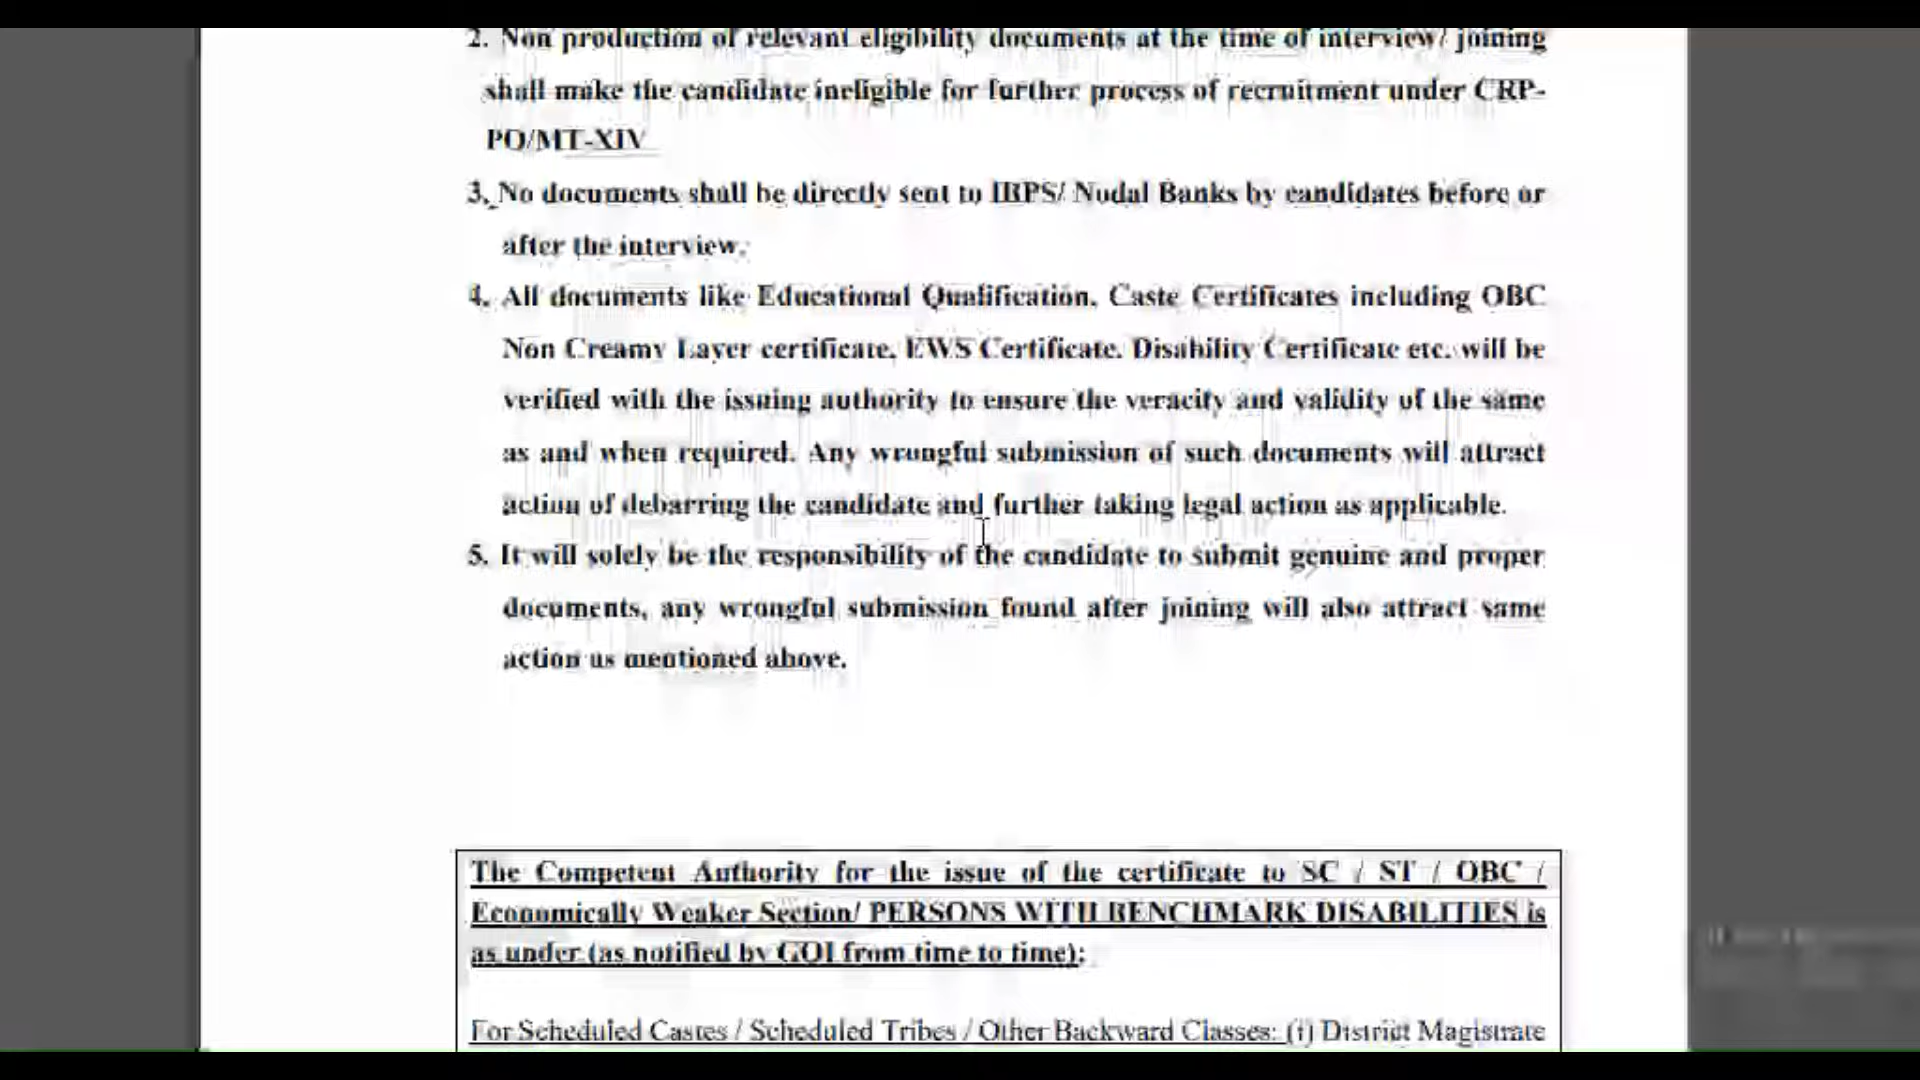 2. Non production of relevant eligibility documents at the time of interview/ joining
shall make the candidate ineligible for further process of recruitment under CRP-
PO/MT-XIV
3. No documents shall be directly sent to IBPS/ Nodal Banks by candidates before or
after the interview.
4. All documents like Educational Qualification, Caste Certificates including OBC
Non Creamy Layer certificate, EWS Certificate, Disability Certificate etc. will be
verified with the issuing authority to ensure the veracity and validity of the same
as and when required. Any wrongful submission of such documents will attract
action of debarring the candidate and further taking legal action as applicable.
5. It will solely be the responsibility of the candidate to submit genuine and proper
documents, any wrongful submission found after joining will also attract same
action as mentioned above.
The Competent Authority for the issue of the certificate to SC / ST / OBC /
Economically Weaker Section/ PERSONS WITH BENCHMARK DISABILITIES is
as under (as notified by GOI from time to time):
For Scheduled Castes / Scheduled Tribes / Other Backward Classes: (i) District Magistrate